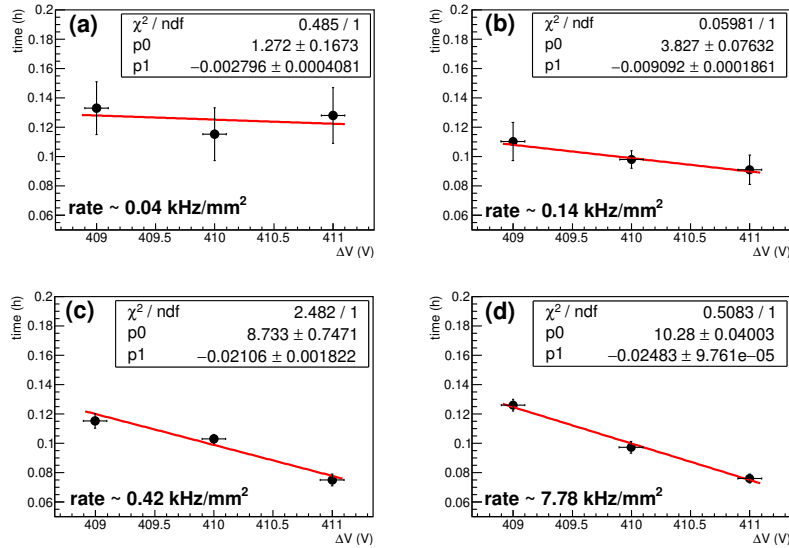 (a)
χ² / ndf 0.485 / 1
p0 1.272 ± 0.1673
p1 −0.002796 ± 0.0004081
time (h)
0.2
0.18
0.16
0.14
0.12
0.1
0.08
0.06
rate ~ 0.04 kHz/mm²
409 409.5 410 410.5 411
ΔV (V)
(b)
χ² / ndf 0.05981 / 1
p0 3.827 ± 0.07632
p1 −0.009092 ± 0.0001861
time (h)
0.2
0.18
0.16
0.14
0.12
0.1
0.08
0.06
rate ~ 0.14 kHz/mm²
409 409.5 410 410.5 411
ΔV (V)
(c)
χ² / ndf 2.482 / 1
p0 8.733 ± 0.7471
p1 −0.02106 ± 0.001822
time (h)
0.2
0.18
0.16
0.14
0.12
0.1
0.08
0.06
rate ~ 0.42 kHz/mm²
409 409.5 410 410.5 411
ΔV (V)
(d)
χ² / ndf 0.5083 / 1
p0 10.28 ± 0.04003
p1 −0.02483 ± 9.761e−05
time (h)
0.2
0.18
0.16
0.14
0.12
0.1
0.08
0.06
rate ~ 7.78 kHz/mm²
409 409.5 410 410.5 411
ΔV (V)